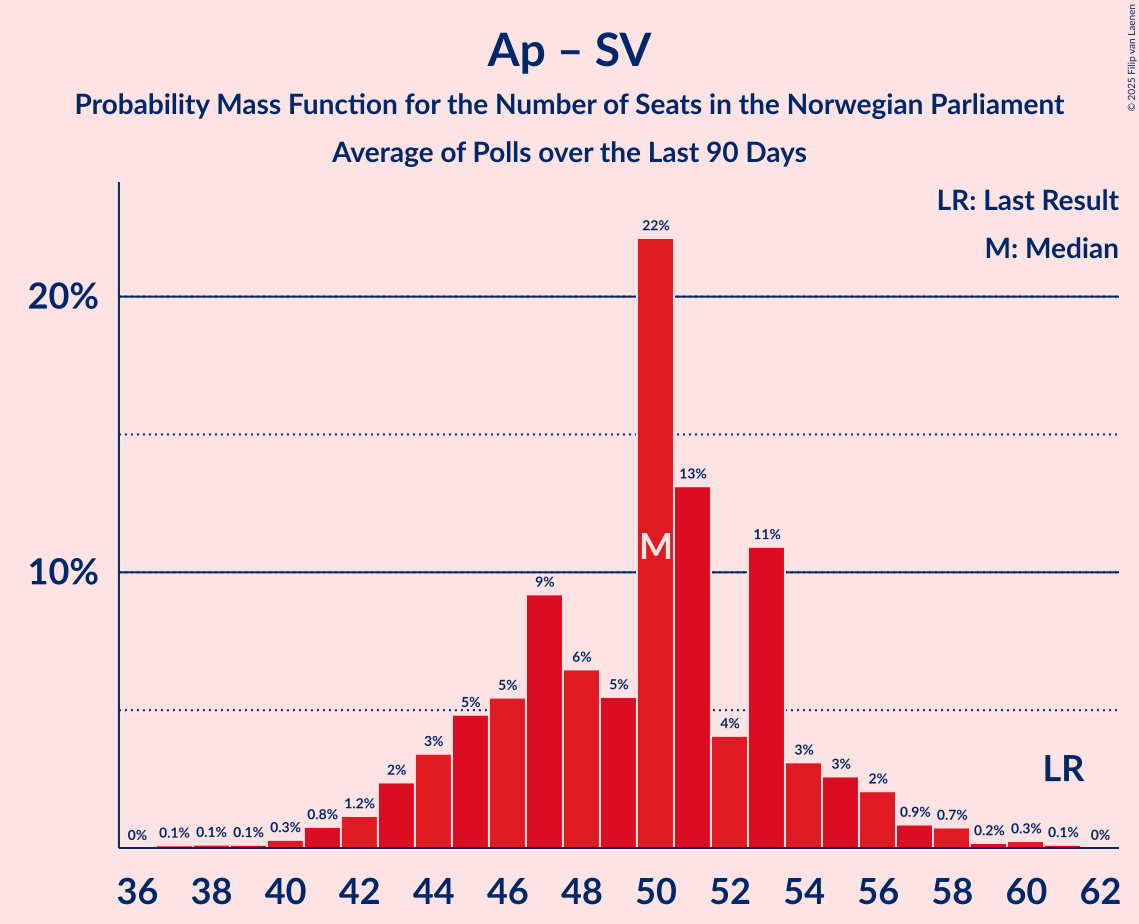 Ap – SV
Probability Mass Function for the Number of Seats in the Norwegian Parliament
Average of Polls over the Last 90 Days
© 2025 Filip van Laenen
LR: Last Result
M: Median
20%
10%
0% 0.1% 0.1% 0.1% 0.3% 0.8% 1.2% 2% 3% 5% 5% 9% 6% 5% 22% 13% 4% 11% 3% 3% 2% 0.9% 0.7% 0.2% 0.3% 0.1% 0%
M
LR
36 38 40 42 44 46 48 50 52 54 56 58 60 62